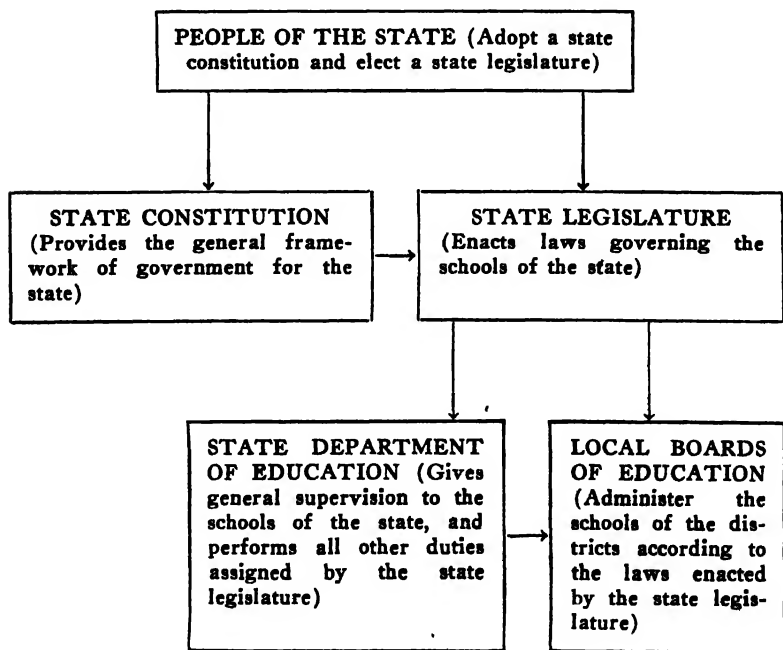 PEOPLE OF THE STATE (Adopt a state
constitution and elect a state legislature)
STATE CONSTITUTION
(Provides the general frame-
work of government for the
state)
STATE LEGISLATURE
(Enacts laws governing the
schools of the state)
STATE DEPARTMENT
OF EDUCATION (Gives
general supervision to the
schools of the state, and
performs all other duties
assigned by the state
legislature)
LOCAL BOARDS
OF EDUCATION
(Administer the
schools of the dis-
tricts according to
the laws enacted
by the state legis-
lature)